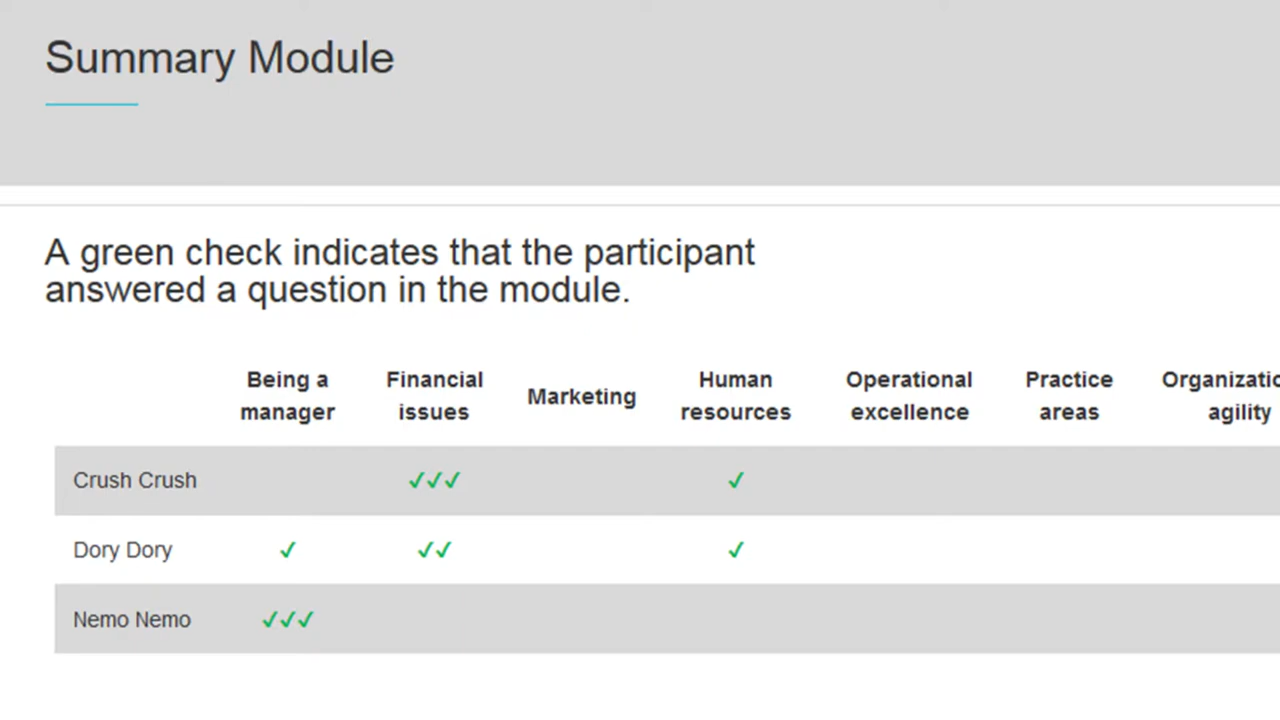 Summary Module
A green check indicates that the participant
answered a question in the module.
Being a manager Financial issues Marketing Human resources Operational excellence Practice areas agility
Crush Crush ✓✓✓ ✓
Dory Dory ✓ ✓✓ ✓
Nemo Nemo ✓✓✓